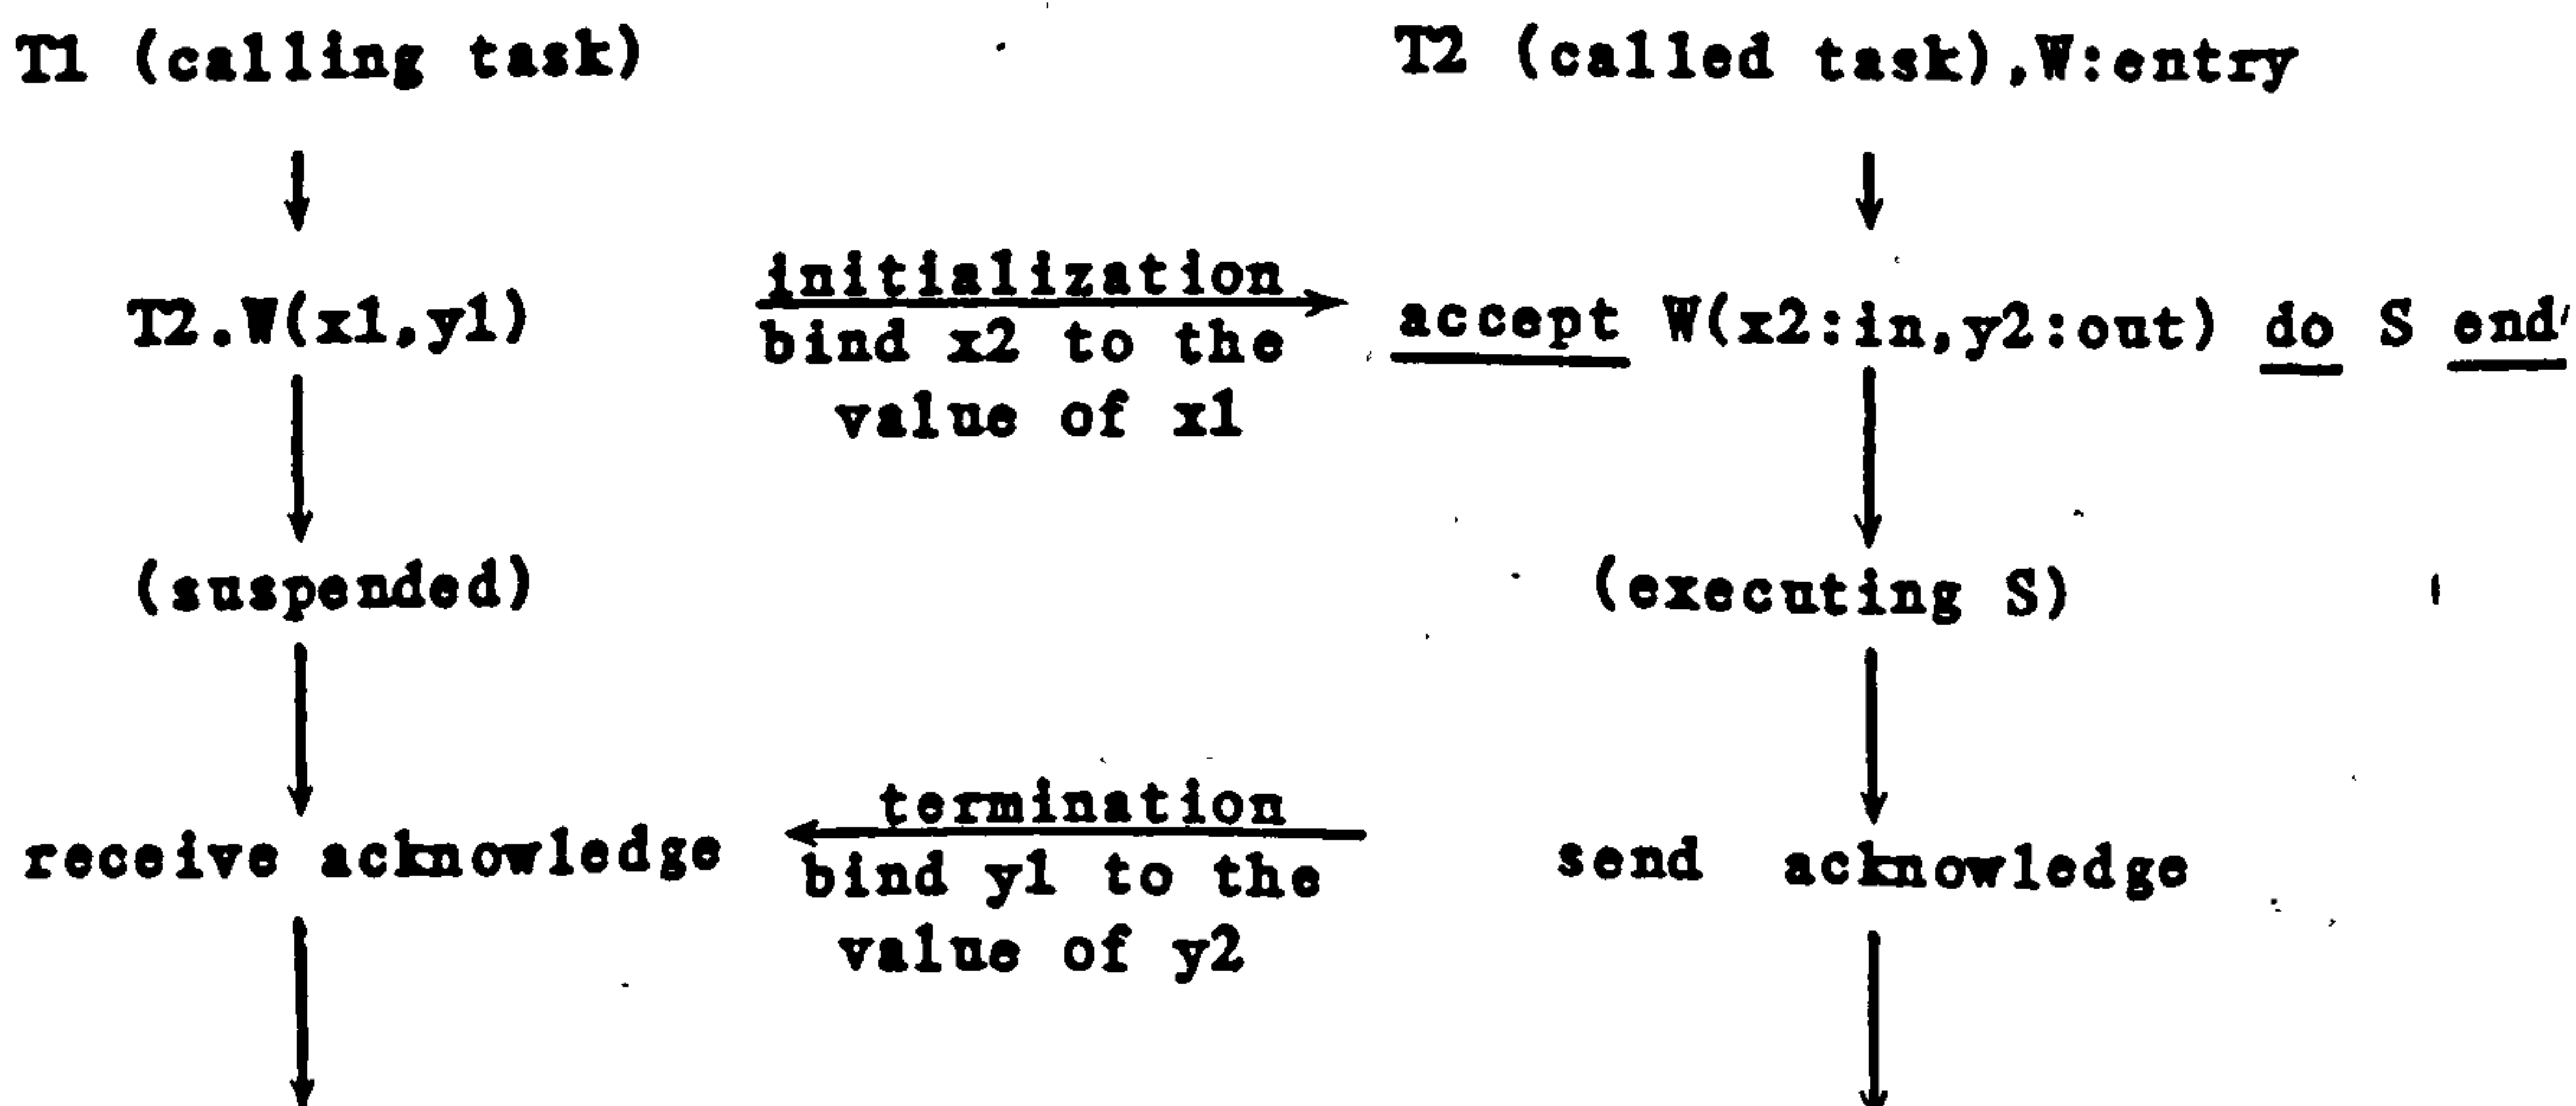 T1 (calling task)
T2 (called task),W:entry
T2.W(x1,y1)
initialization
bind x2 to the
value of x1
accept W(x2:in,y2:out) do S end
(suspended)
(executing S)
receive acknowledge
termination
bind y1 to the
value of y2
send acknowledge